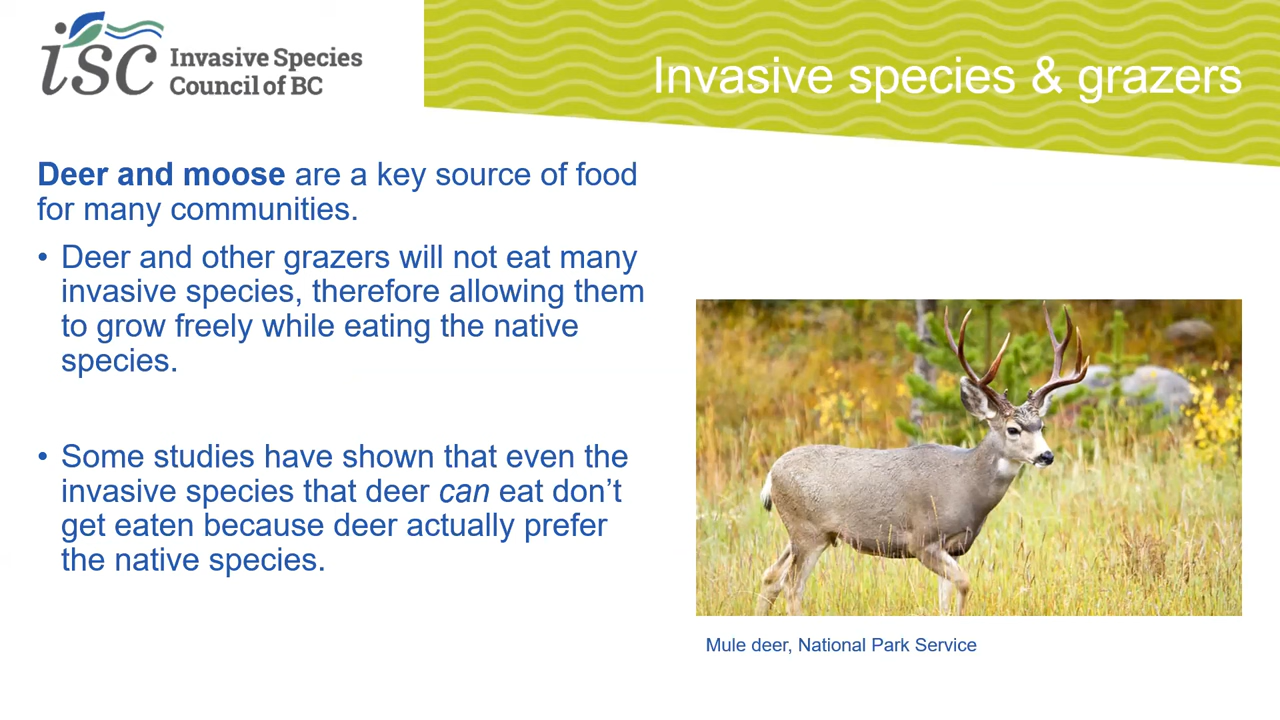 isc Invasive Species
Council of BC
Invasive species & grazers
Deer and moose are a key source of food
for many communities.
• Deer and other grazers will not eat many
invasive species, therefore allowing them
to grow freely while eating the native
species.
• Some studies have shown that even the
invasive species that deer can eat don’t
get eaten because deer actually prefer
the native species.
Mule deer, National Park Service